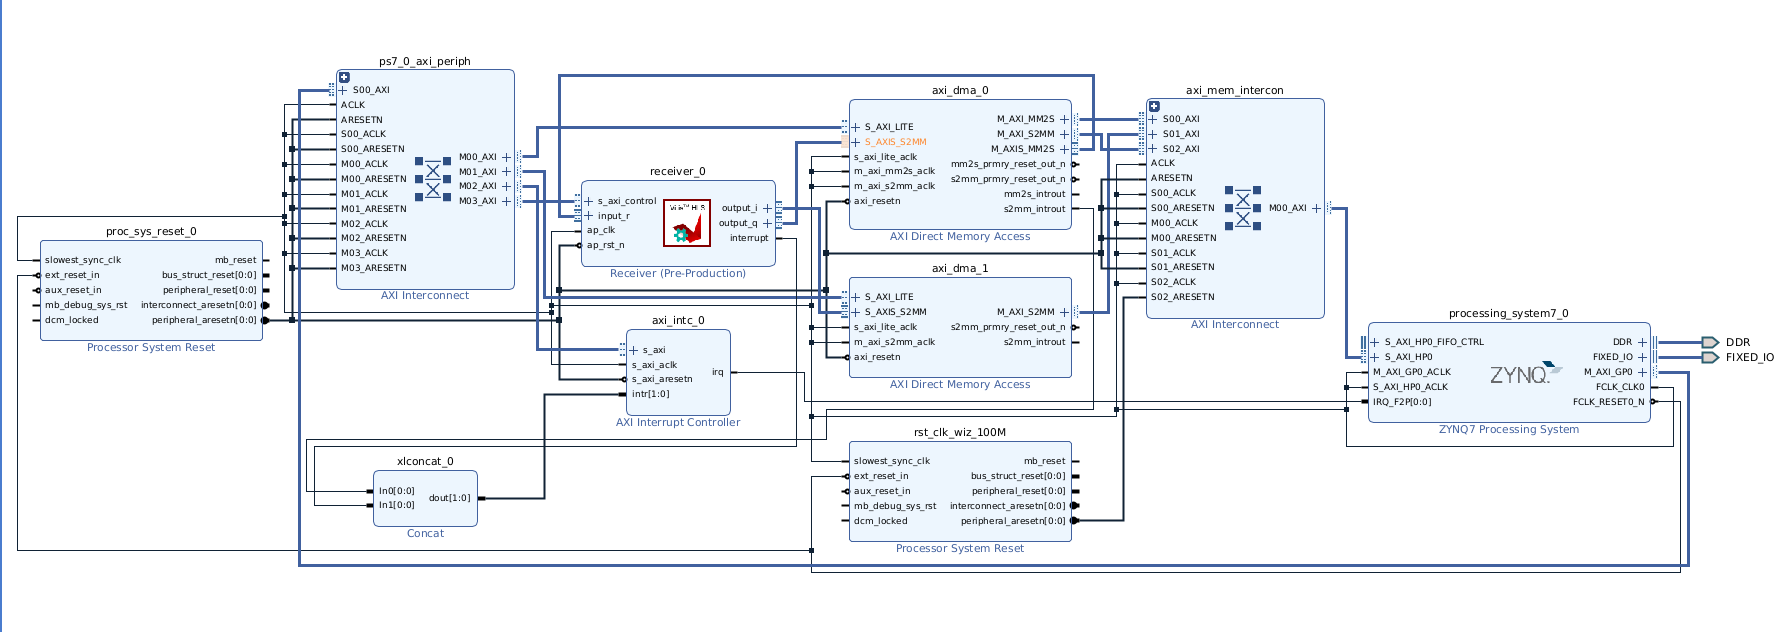 ps7_0_axi_periph
S00_AXI
ACLK
ARESETN
S00_ACLK
S00_ARESETN
M00_ACLK
M00_ARESETN
M01_ACLK
M01_ARESETN
M02_ACLK
M02_ARESETN
M03_ACLK
M03_ARESETN
M00_AXI
M01_AXI
M02_AXI
M03_AXI
AXI Interconnect
proc_sys_reset_0
slowest_sync_clk
ext_reset_in
aux_reset_in
mb_debug_sys_rst
dcm_locked
mb_reset
bus_struct_reset[0:0]
peripheral_reset[0:0]
interconnect_aresetn[0:0]
peripheral_aresetn[0:0]
Processor System Reset
receiver_0
s_axi_control
input_r
ap_clk
ap_rst_n
output_i
output_q
interrupt
Receiver (Pre-Production)
axi_intc_0
s_axi
s_axi_aclk
s_axi_aresetn
intr[1:0]
irq
AXI Interrupt Controller
xlconcat_0
In0[0:0]
In1[0:0]
dout[1:0]
Concat
axi_dma_0
S_AXI_LITE
S_AXIS_S2MM
s_axi_lite_aclk
m_axi_mm2s_aclk
m_axi_s2mm_aclk
axi_resetn
M_AXI_MM2S
M_AXI_S2MM
M_AXIS_MM2S
mm2s_prmry_reset_out_n
s2mm_prmry_reset_out_n
mm2s_introut
s2mm_introut
AXI Direct Memory Access
axi_dma_1
S_AXI_LITE
S_AXIS_S2MM
s_axi_lite_aclk
m_axi_s2mm_aclk
axi_resetn
M_AXI_S2MM
s2mm_prmry_reset_out_n
s2mm_introut
AXI Direct Memory Access
rst_clk_wiz_100M
slowest_sync_clk
ext_reset_in
aux_reset_in
mb_debug_sys_rst
dcm_locked
mb_reset
bus_struct_reset[0:0]
peripheral_reset[0:0]
interconnect_aresetn[0:0]
peripheral_aresetn[0:0]
Processor System Reset
axi_mem_intercon
S00_AXI
S01_AXI
S02_AXI
ACLK
ARESETN
S00_ACLK
S00_ARESETN
M00_ACLK
M00_ARESETN
S01_ACLK
S01_ARESETN
S02_ACLK
S02_ARESETN
M00_AXI
AXI Interconnect
processing_system7_0
S_AXI_HP0_FIFO_CTRL
S_AXI_HP0
M_AXI_GP0_ACLK
S_AXI_HP0_ACLK
IRQ_F2P[0:0]
ZYNQ
DDR
FIXED_IO
M_AXI_GP0
FCLK_CLK0
FCLK_RESET0_N
ZYNQ7 Processing System
DDR
FIXED_IO